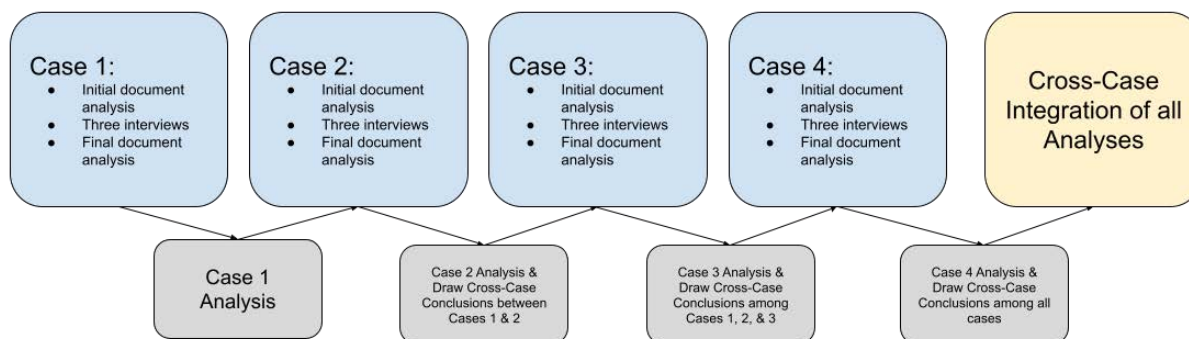 Case 1:
● Initial document
analysis
● Three interviews
● Final document
analysis
Case 2:
● Initial document
analysis
● Three interviews
● Final document
analysis
Case 3:
● Initial document
analysis
● Three interviews
● Final document
analysis
Case 4:
● Initial document
analysis
● Three interviews
● Final document
analysis
Cross-Case
Integration of all
Analyses
Case 1
Analysis
Case 2 Analysis &
Draw Cross-Case
Conclusions between
Cases 1 & 2
Case 3 Analysis &
Draw Cross-Case
Conclusions among
Cases 1, 2, & 3
Case 4 Analysis &
Draw Cross-Case
Conclusions among all
cases